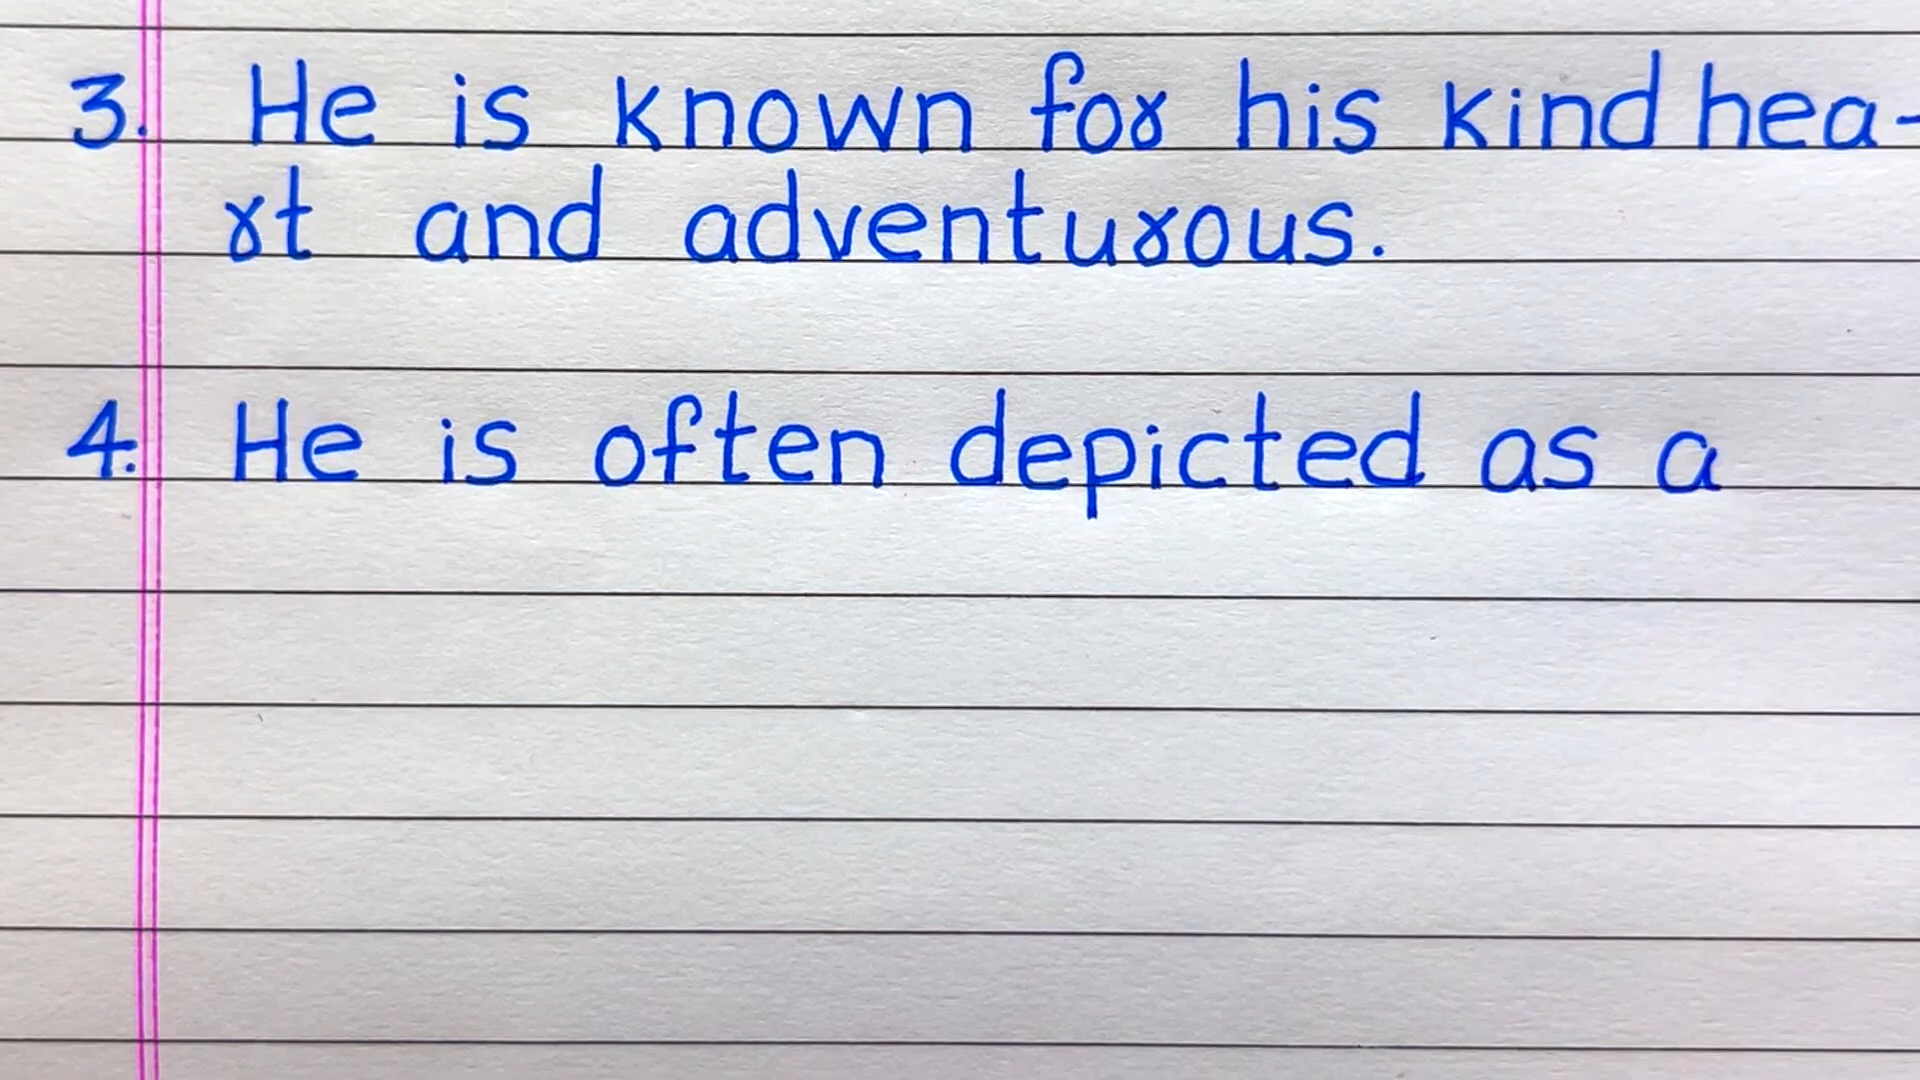 3. He is known for his kind hea-
rt and adventurous.
4. He is often depicted as a